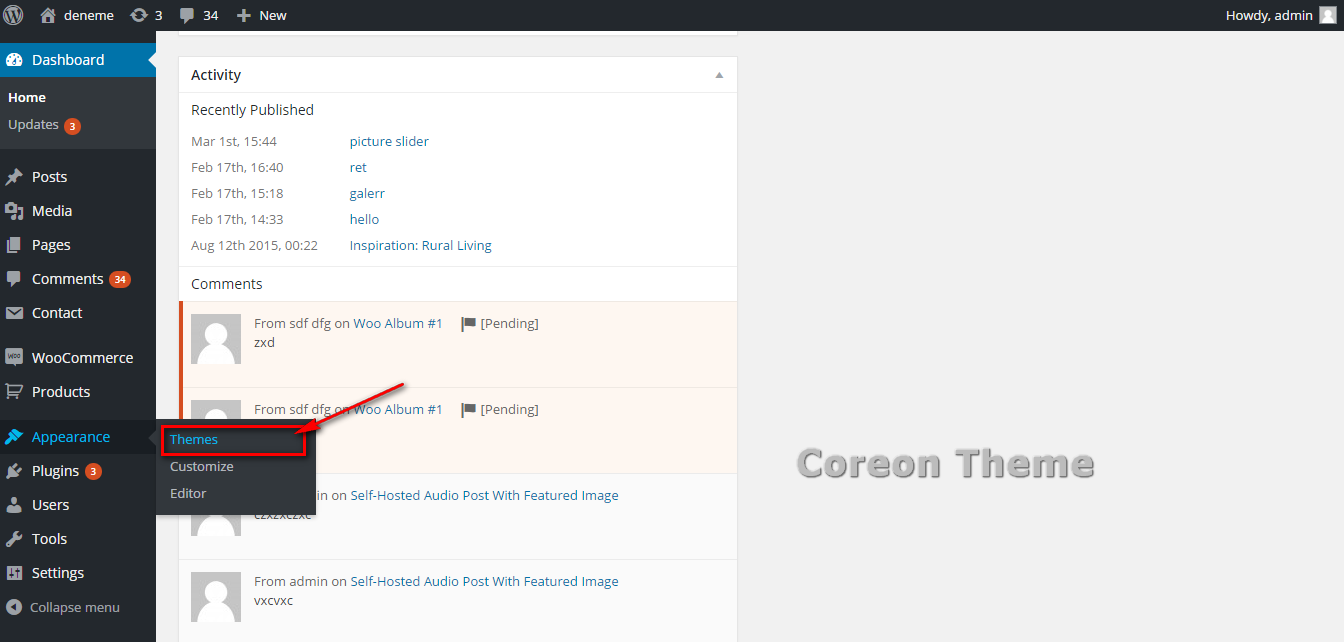 deneme 3 34 New Howdy, admin
Dashboard
Home
Updates 3
Posts
Media
Pages
Comments 34
Contact
WooCommerce
Products
Appearance
Plugins 3
Users
Tools
Settings
Collapse menu
Themes
Customize
Editor
Activity
Recently Published
Mar 1st, 15:44 picture slider
Feb 17th, 16:40 ret
Feb 17th, 15:18 galerr
Feb 17th, 14:33 hello
Aug 12th 2015, 00:22 Inspiration: Rural Living
Comments
From sdf dfg on Woo Album #1 [Pending]
zxd
From sdf dfg on Woo Album #1 [Pending]
on Self-Hosted Audio Post With Featured Image
From admin on Self-Hosted Audio Post With Featured Image
vxcvxc
Coreon Theme